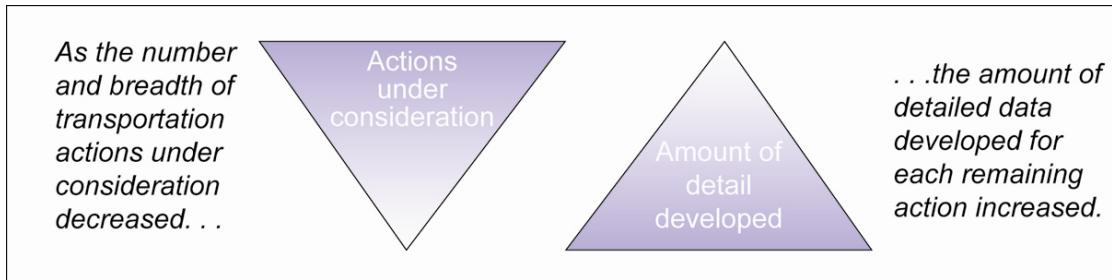 As the number
and breadth of
transportation
actions under
consideration
decreased. . .
Actions
under
consideration
Amount of
detail
developed
. . .the amount of
detailed data
developed for
each remaining
action increased.